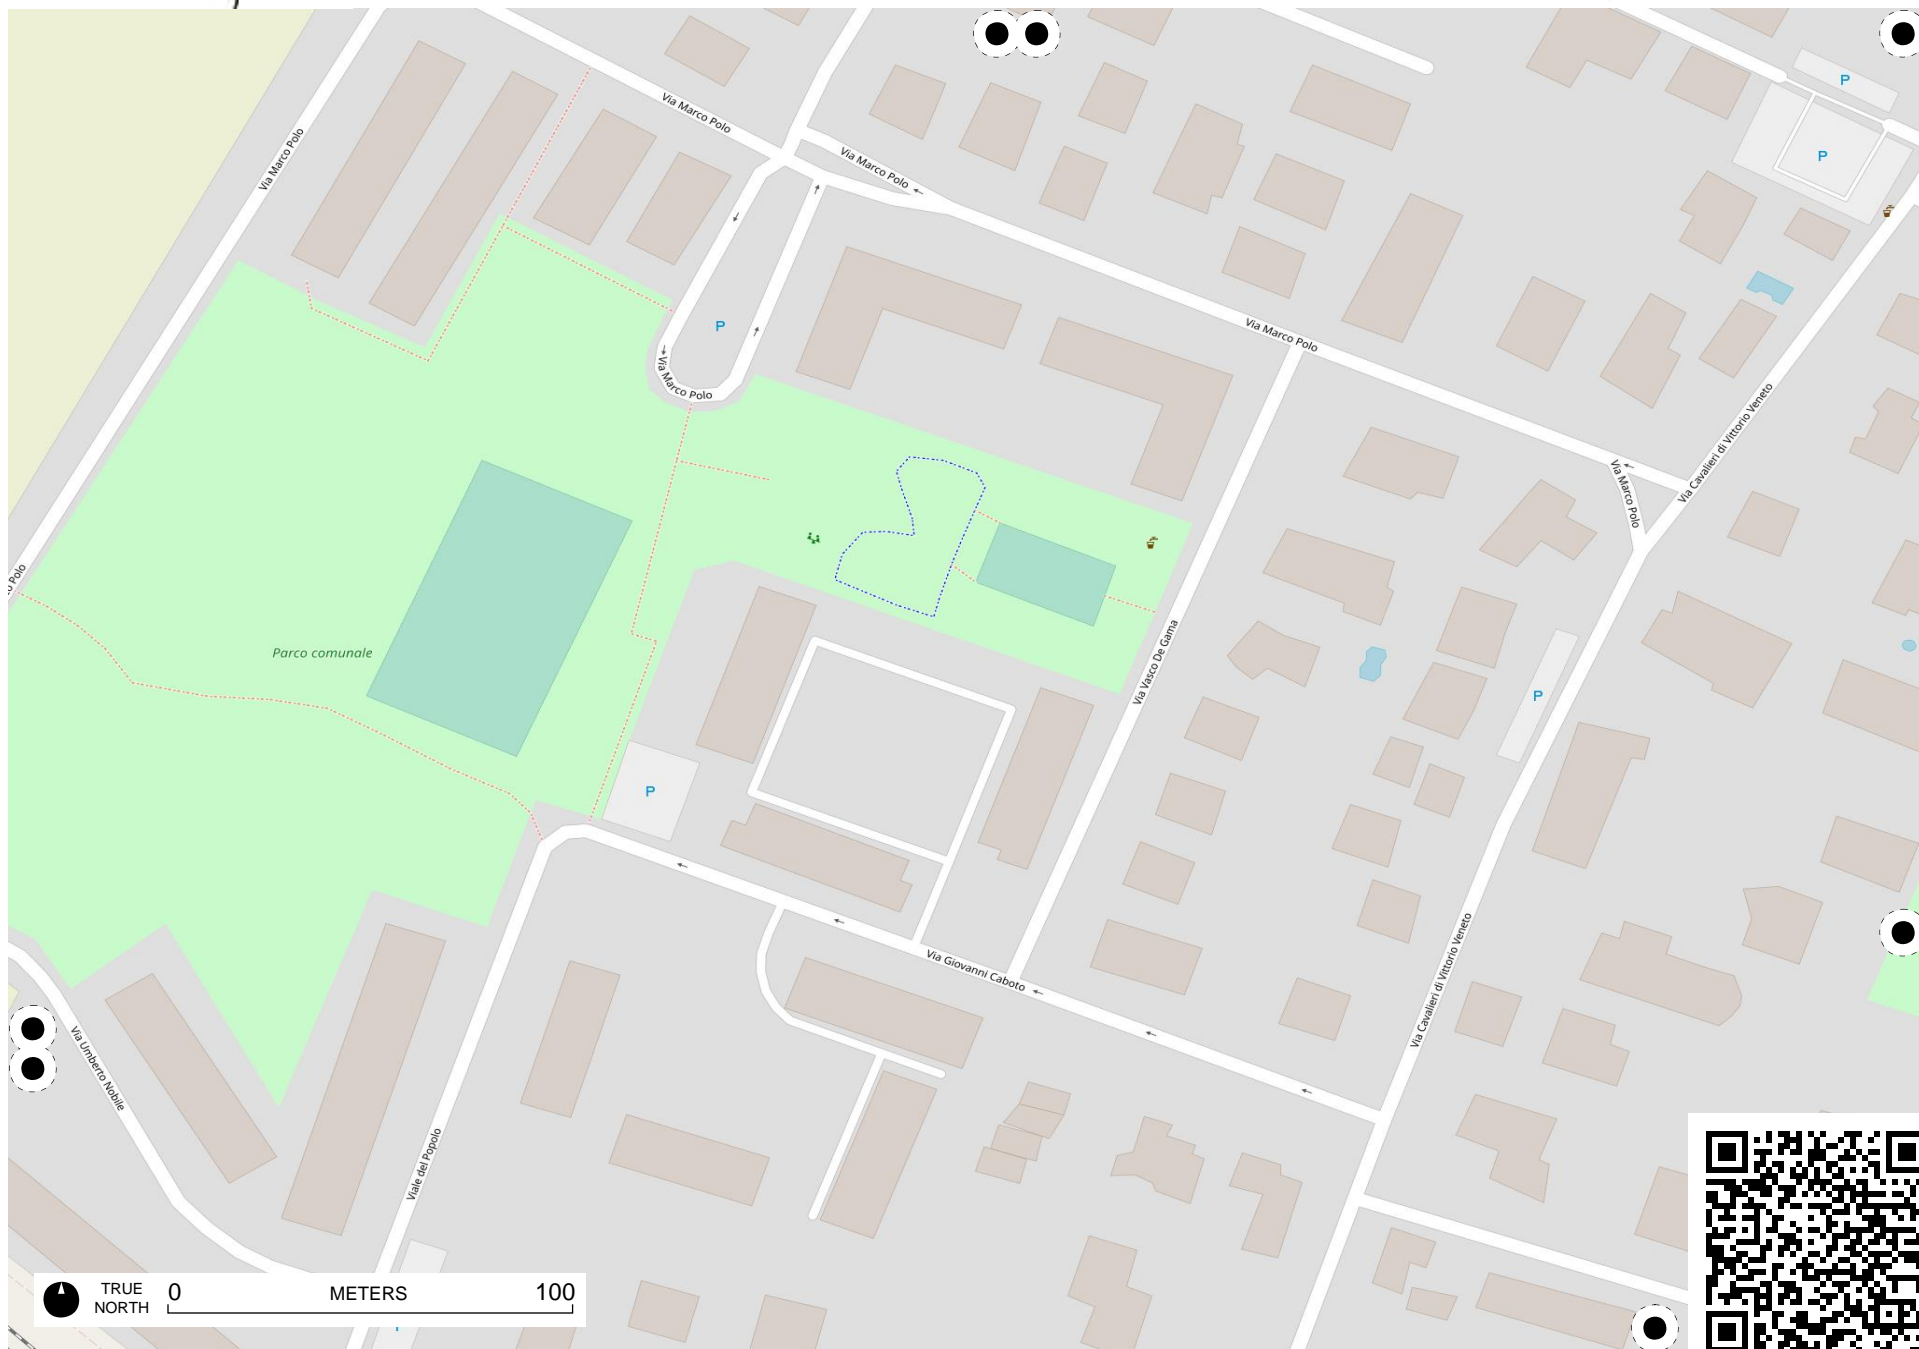 Via Marco Polo
P
Via Marco Polo
Via Marco Polo
P
P
Via Marco Polo
Via Marco Polo
Via Cavalieri di Vittorio Veneto
Via Marco Polo
o Polo
Parco comunale
Via Vasco De Gama
P
P
Via Giovanni Caboto
Via Cavalieri di Vittorio Veneto
Via Umberto Nobile
Viale del Popolo
TRUE
NORTH
0 METERS 100